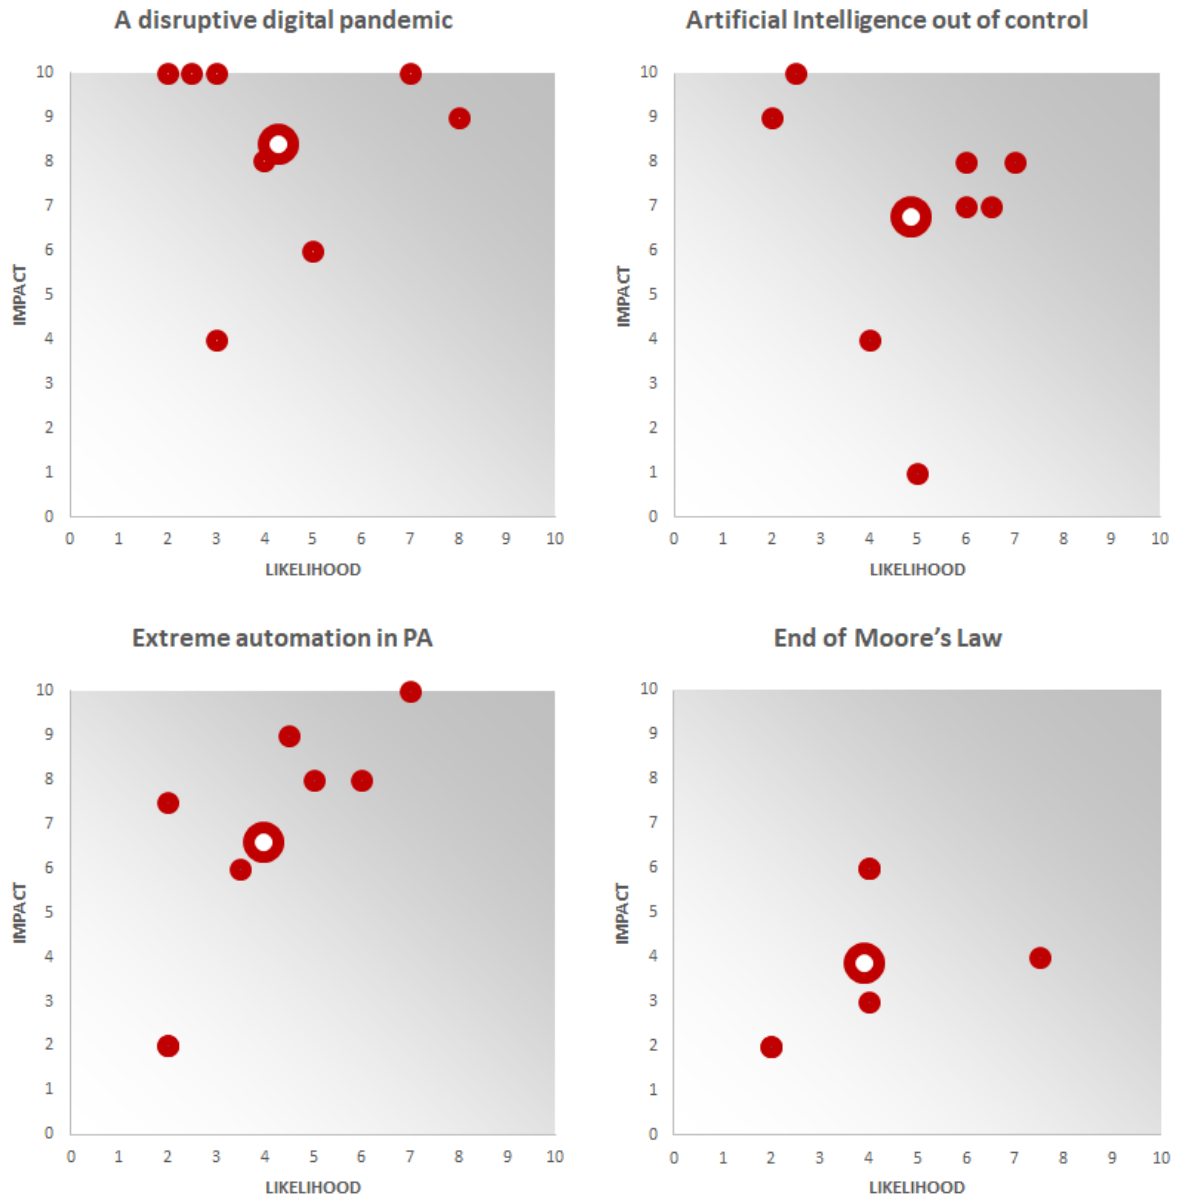 A disruptive digital pandemic
10
9
8
7
6
5
4
3
2
1
0
IMPACT
0 1 2 3 4 5 6 7 8 9 10
LIKELIHOOD
Artificial Intelligence out of control
10
9
8
7
6
5
4
3
2
1
0
IMPACT
0 1 2 3 4 5 6 7 8 9 10
LIKELIHOOD
Extreme automation in PA
10
9
8
7
6
5
4
3
2
1
0
IMPACT
0 1 2 3 4 5 6 7 8 9 10
LIKELIHOOD
End of Moore’s Law
10
9
8
7
6
5
4
3
2
1
0
IMPACT
0 1 2 3 4 5 6 7 8 9 10
LIKELIHOOD